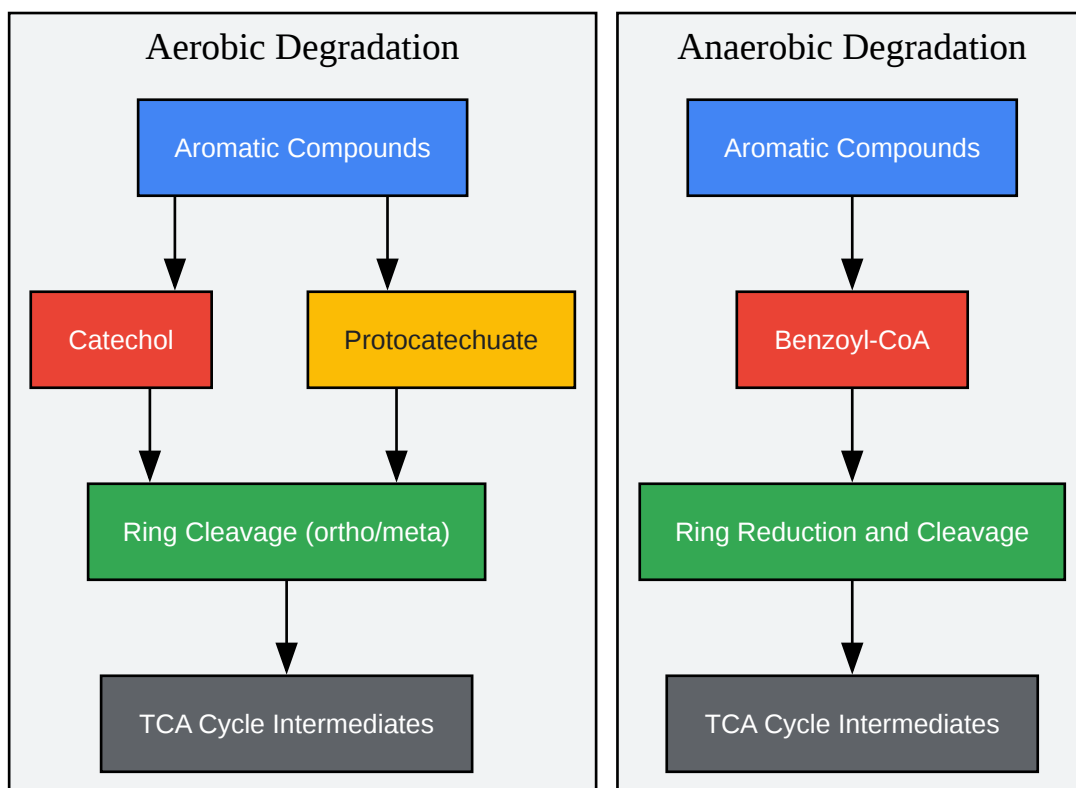 Aerobic Degradation
Aromatic Compounds
Catechol
Protocatechuate
Ring Cleavage (ortho/meta)
TCA Cycle Intermediates
Anaerobic Degradation
Aromatic Compounds
Benzoyl-CoA
Ring Reduction and Cleavage
TCA Cycle Intermediates